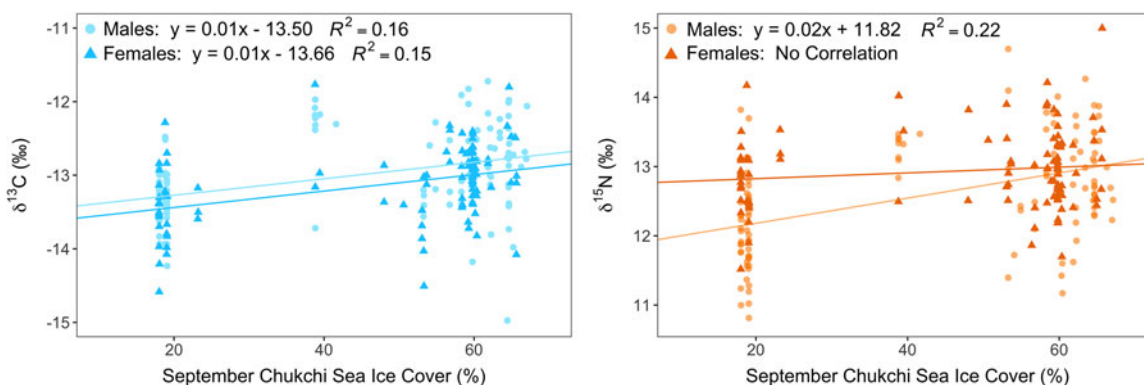 Males: y = 0.01x - 13.50 R² = 0.16
Females: y = 0.01x - 13.66 R² = 0.15
-11
-12
-13
-14
-15
δ¹³C (‰)
20 40 60
September Chukchi Sea Ice Cover (%)
Males: y = 0.02x + 11.82 R² = 0.22
Females: No Correlation
15
14
13
12
11
δ¹⁵N (‰)
20 40 60
September Chukchi Sea Ice Cover (%)